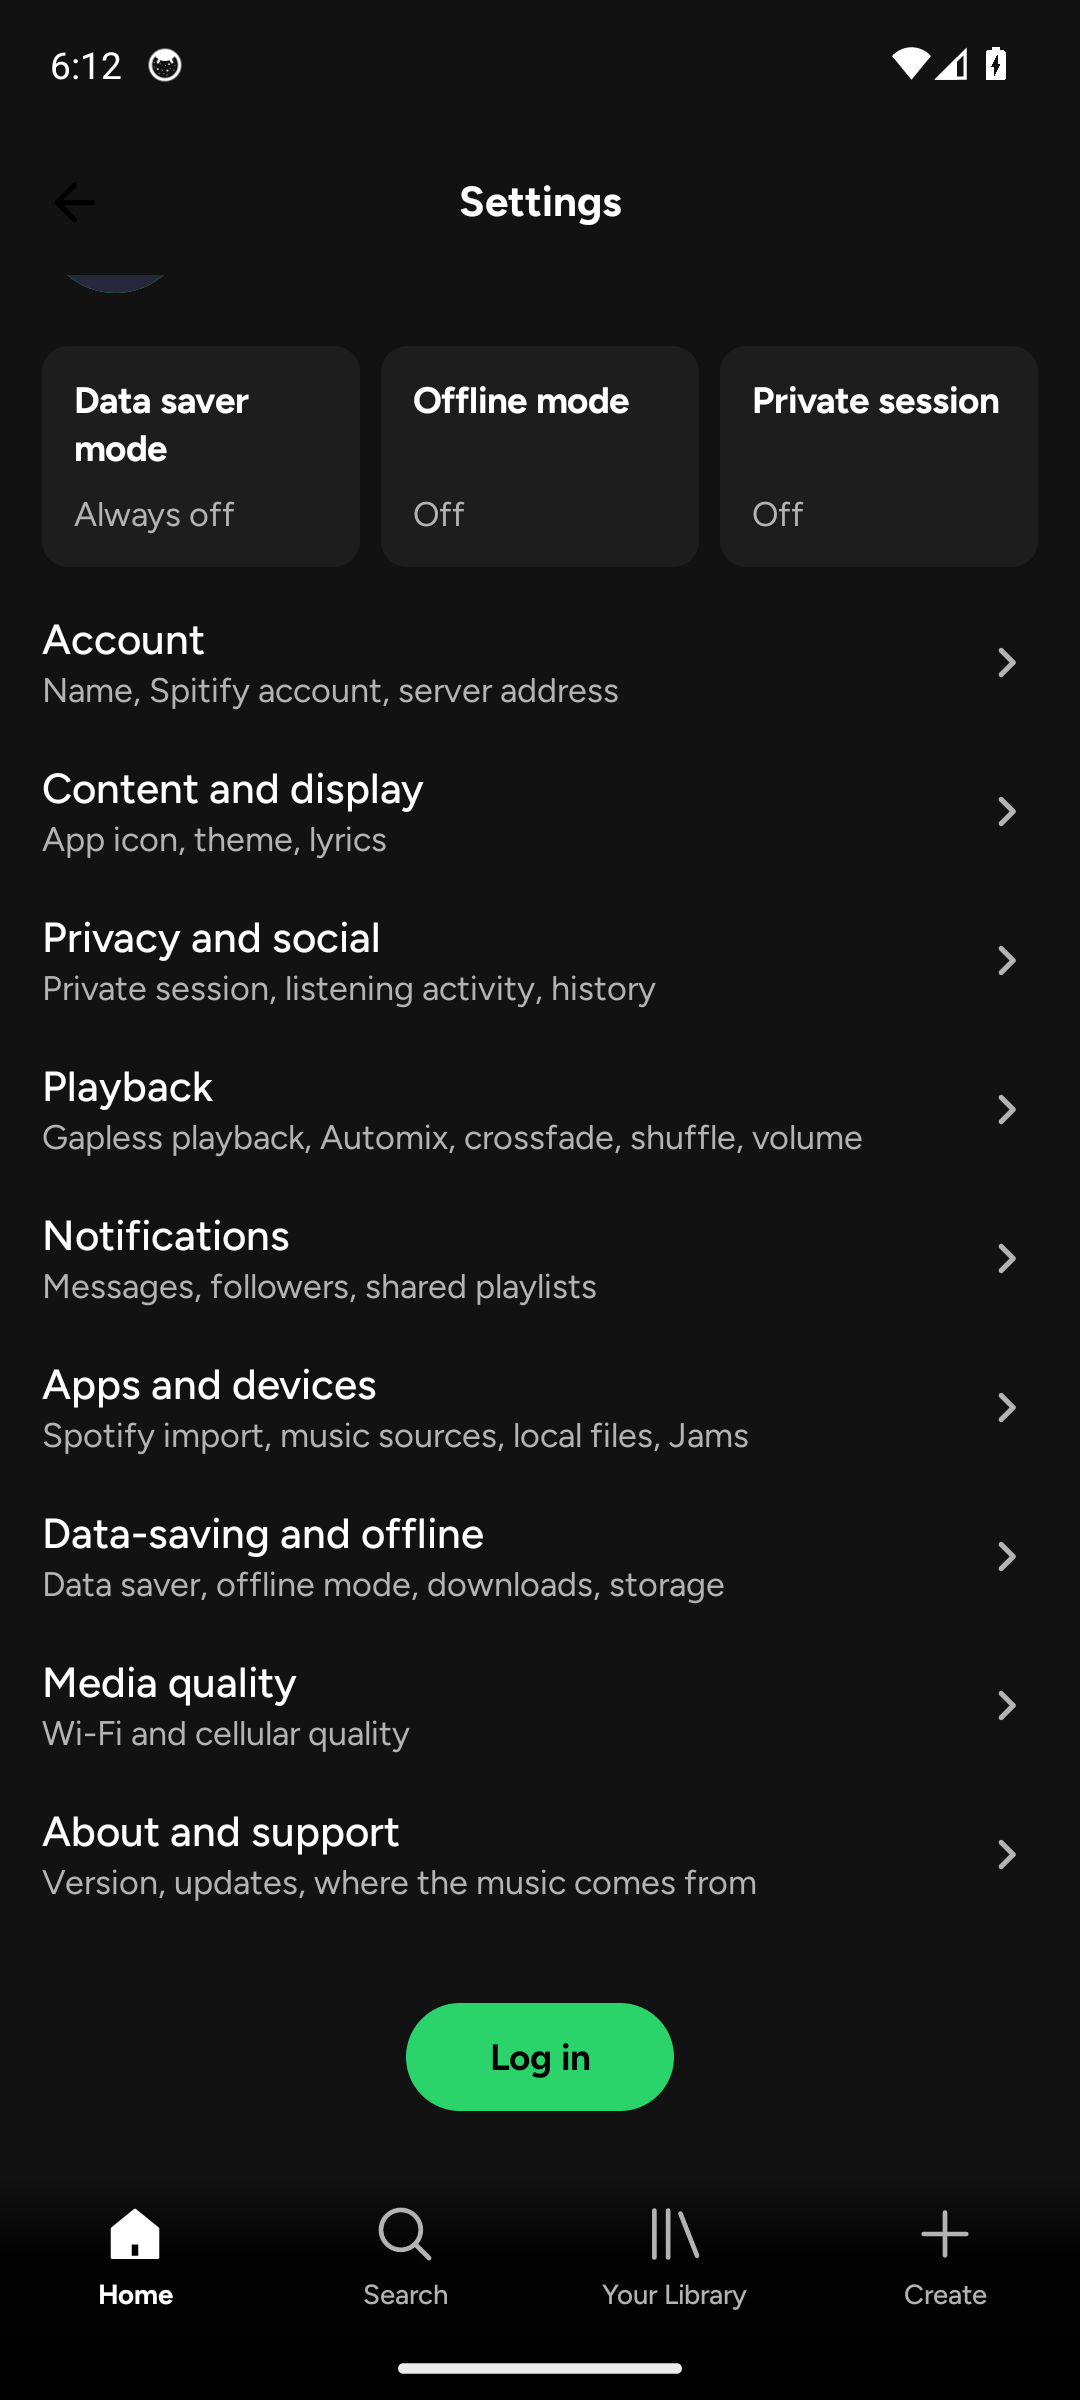 6:12
Settings
Data saver
mode
Always off
Offline mode
Off
Private session
Off
Account
Name, Spitify account, server address
Content and display
App icon, theme, lyrics
Privacy and social
Private session, listening activity, history
Playback
Gapless playback, Automix, crossfade, shuffle, volume
Notifications
Messages, followers, shared playlists
Apps and devices
Spotify import, music sources, local files, Jams
Data-saving and offline
Data saver, offline mode, downloads, storage
Media quality
Wi-Fi and cellular quality
About and support
Version, updates, where the music comes from
Log in
Home
Search
Your Library
Create